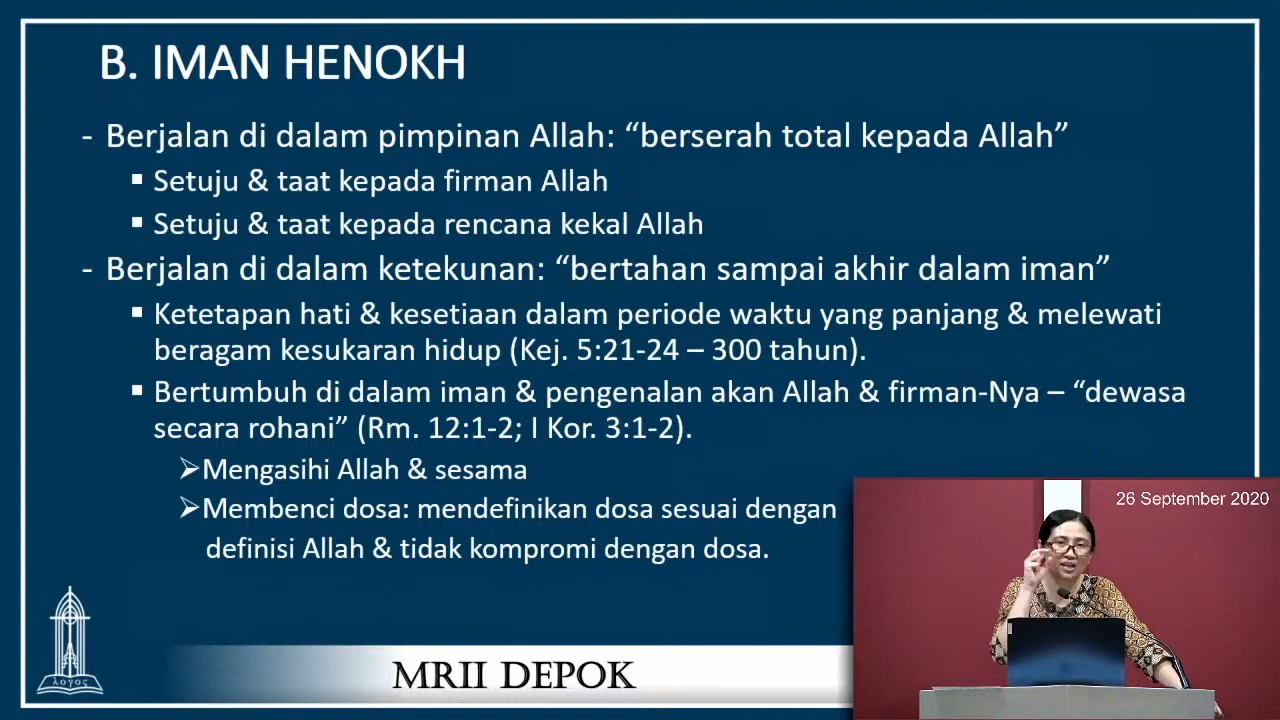 B. IMAN HENOKH
- Berjalan di dalam pimpinan Allah: “berserah total kepada Allah”
▪ Setuju & taat kepada firman Allah
▪ Setuju & taat kepada rencana kekal Allah
- Berjalan di dalam ketekunan: “bertahan sampai akhir dalam iman”
▪ Ketetapan hati & kesetiaan dalam periode waktu yang panjang & melewati
beragam kesukaran hidup (Kej. 5:21-24 – 300 tahun).
▪ Bertumbuh di dalam iman & pengenalan akan Allah & firman-Nya – “dewasa
secara rohani” (Rm. 12:1-2; I Kor. 3:1-2).
➢Mengasihi Allah & sesama
➢Membenci dosa: mendefinikan dosa sesuai dengan
definisi Allah & tidak kompromi dengan dosa.
26 September 2020
λογος
MRII DEPOK